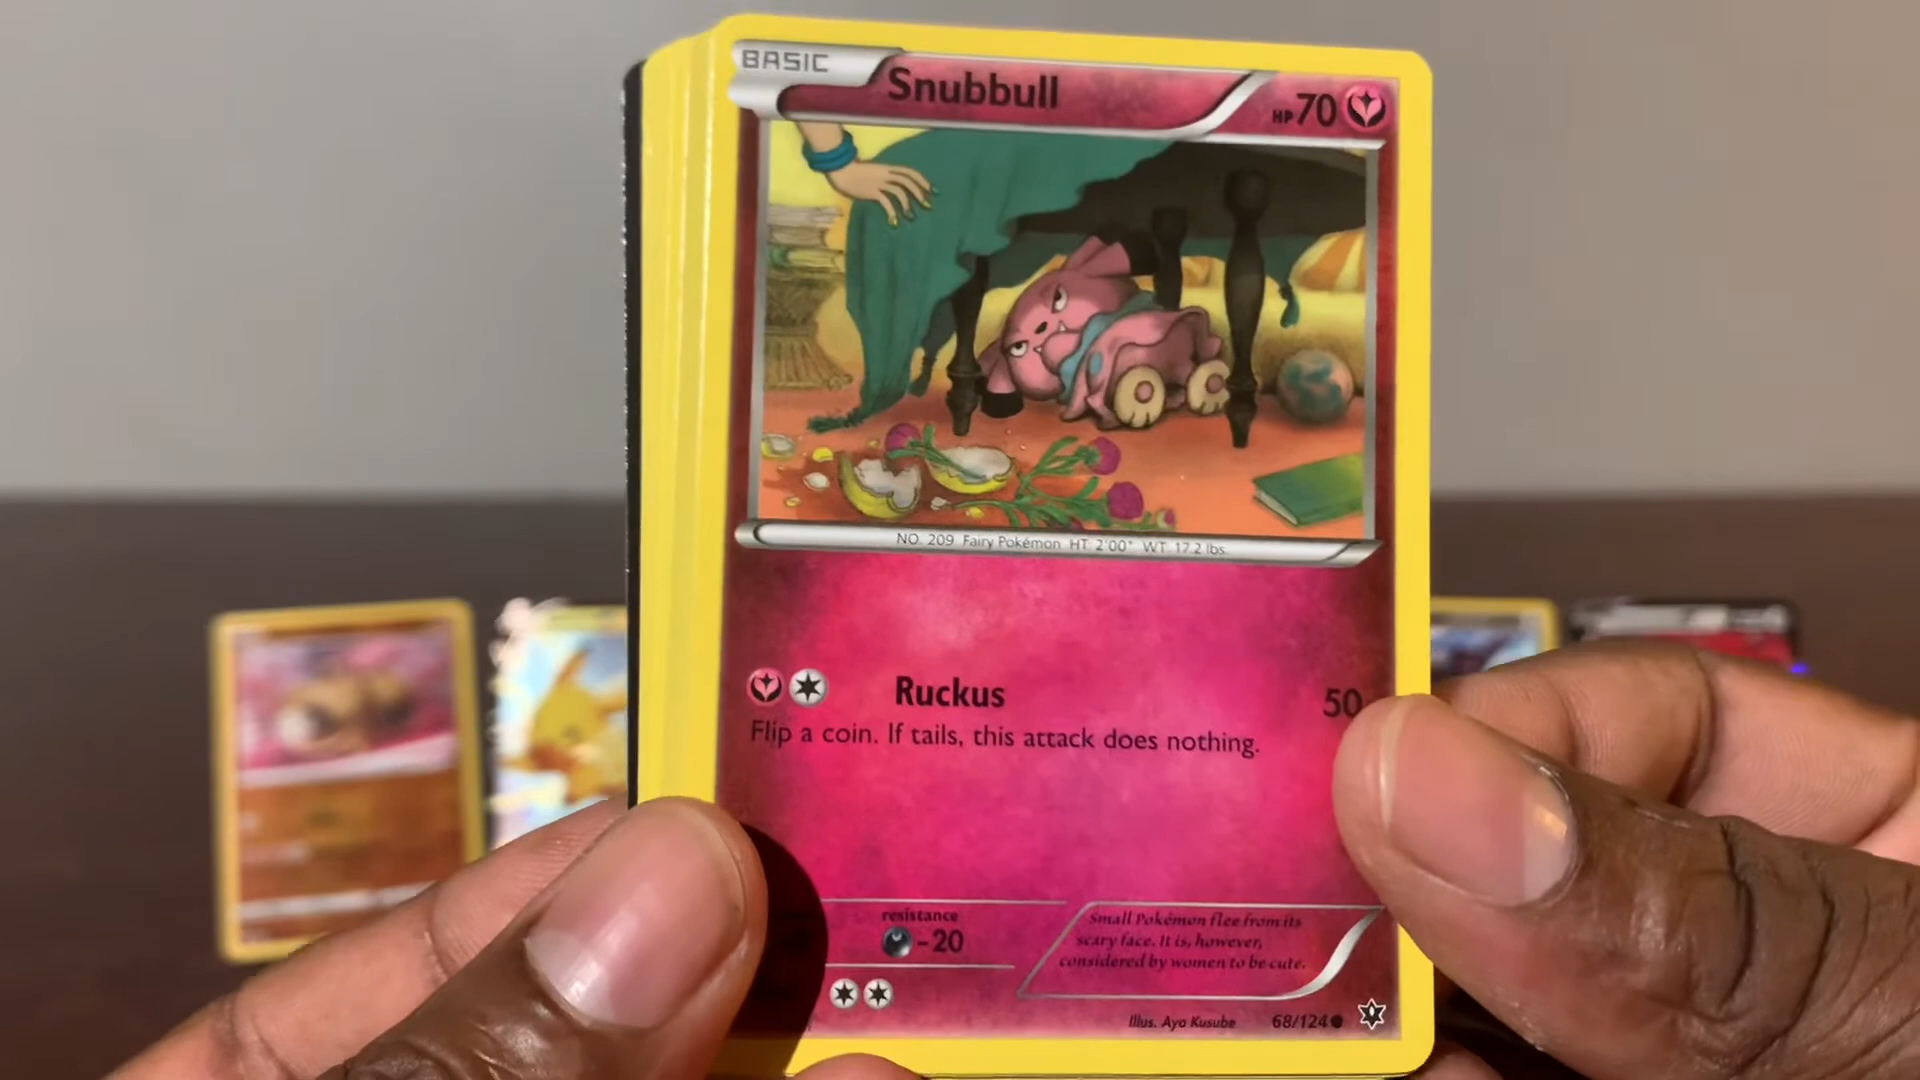 BASIC
Snubbull
HP 70
NO. 209 Fairy Pokémon HT: 2'00" WT: 17.2 lbs.
Ruckus 50
Flip a coin. If tails, this attack does nothing.
resistance
-20
Small Pokémon flee from its
scary face. It is, however,
considered by women to be cute.
Illus. Aya Kusube 68/124